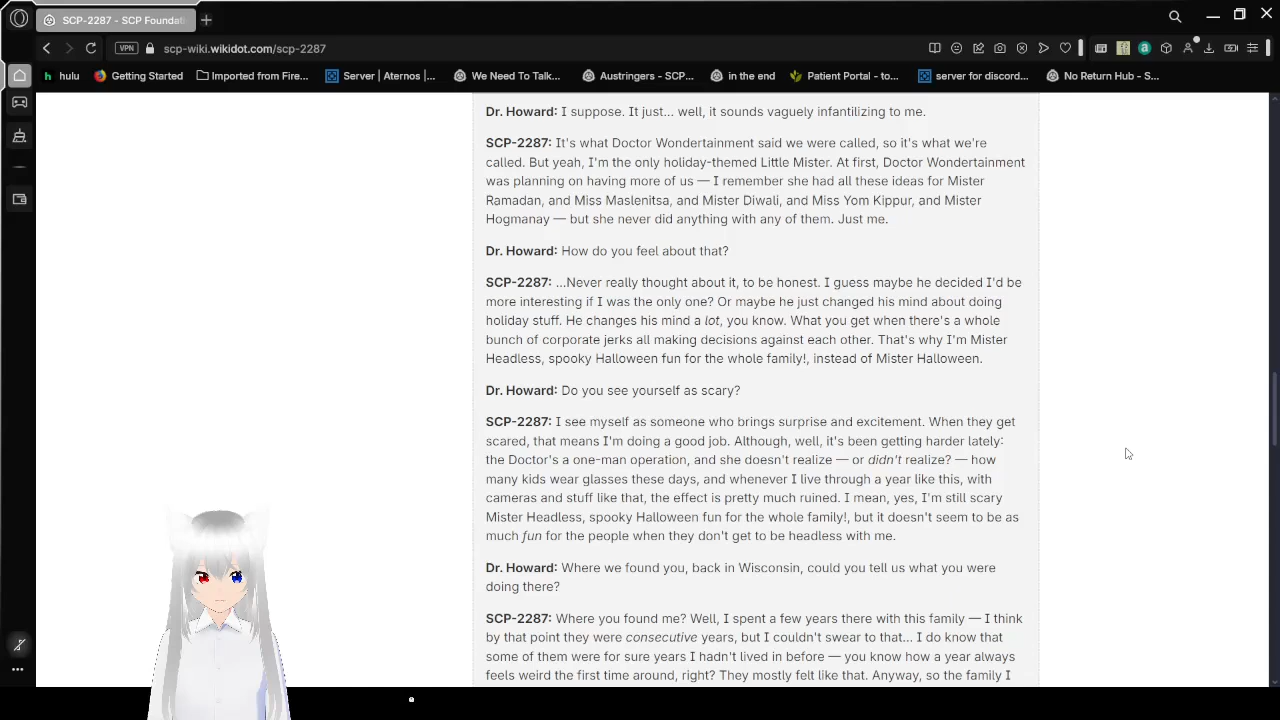 SCP-2287 - SCP Foundati
VPN
scp-wiki.wikidot.com/scp-2287
hulu
Getting Started
Imported from Fire...
Server | Aternos |...
We Need To Talk...
Austringers - SCP...
in the end
Patient Portal - to...
server for discord...
No Return Hub - S...
Dr. Howard: I suppose. It just... well, it sounds vaguely infantilizing to me.
SCP-2287: It's what Doctor Wondertainment said we were called, so it's what we're
called. But yeah, I'm the only holiday-themed Little Mister. At first, Doctor Wondertainment
was planning on having more of us — I remember she had all these ideas for Mister
Ramadan, and Miss Maslenitsa, and Mister Diwali, and Miss Yom Kippur, and Mister
Hogmanay — but she never did anything with any of them. Just me.
Dr. Howard: How do you feel about that?
SCP-2287: ...Never really thought about it, to be honest. I guess maybe he decided I'd be
more interesting if I was the only one? Or maybe he just changed his mind about doing
holiday stuff. He changes his mind a lot, you know. What you get when there's a whole
bunch of corporate jerks all making decisions against each other. That's why I'm Mister
Headless, spooky Halloween fun for the whole family!, instead of Mister Halloween.
Dr. Howard: Do you see yourself as scary?
SCP-2287: I see myself as someone who brings surprise and excitement. When they get
scared, that means I'm doing a good job. Although, well, it's been getting harder lately:
the Doctor's a one-man operation, and she doesn't realize — or didn't realize? — how
many kids wear glasses these days, and whenever I live through a year like this, with
cameras and stuff like that, the effect is pretty much ruined. I mean, yes, I'm still scary
Mister Headless, spooky Halloween fun for the whole family!, but it doesn't seem to be as
much fun for the people when they don't get to be headless with me.
Dr. Howard: Where we found you, back in Wisconsin, could you tell us what you were
doing there?
SCP-2287: Where you found me? Well, I spent a few years there with this family — I think
by that point they were consecutive years, but I couldn't swear to that... I do know that
some of them were for sure years I hadn't lived in before — you know how a year always
feels weird the first time around, right? They mostly felt like that. Anyway, so the family I